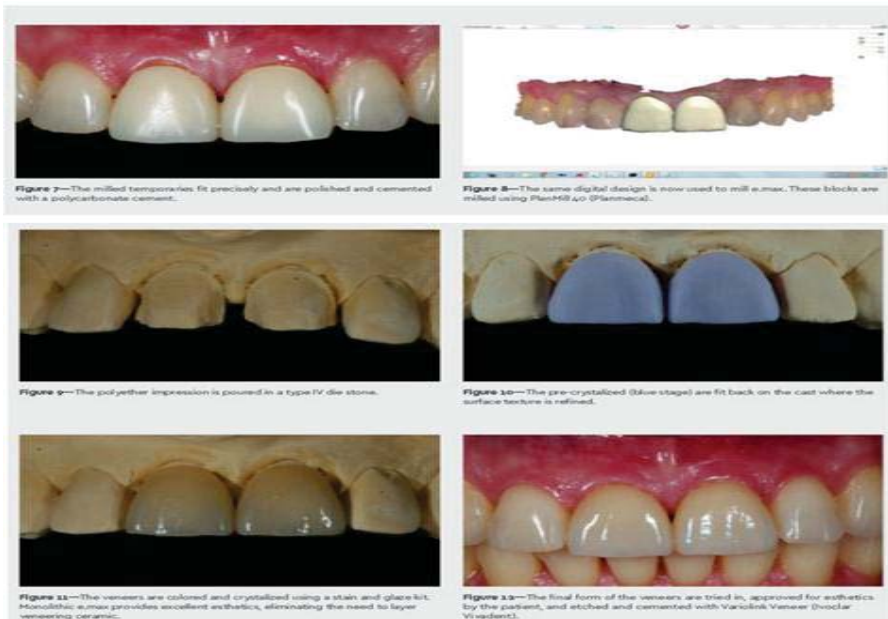 Figure 7—The milled temporaries fit precisely and are polished and cemented
with a polycarbonate cement.
Figure 8—The same digital design is now used to mill e.max. These blocks are
milled using PlanMill 40 (Planmeca).
Figure 9—The polyether impression is poured in a type IV die stone.
Figure 10—The pre-crystalized (blue stage) are fit back on the cast where the
surface texture is refined.
Figure 11—The veneers are colored and crystalized using a stain and glaze kit.
Monolithic e.max provides excellent esthetics, eliminating the need to layer
veneering ceramic.
Figure 12—The final form of the veneers are tried in, approved for esthetics
by the patient, and etched and cemented with Variolink Veneer (Ivoclar
Vivadent).